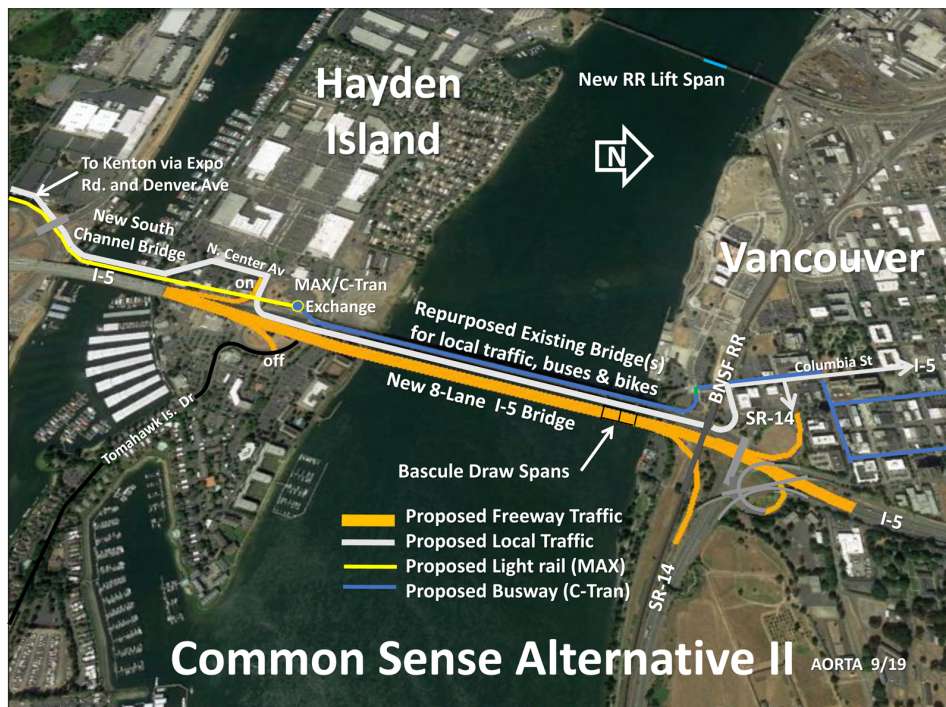 Hayden
Island
New RR Lift Span
N
To Kenton via Expo
Rd. and Denver Ave
New South
Channel Bridge
I-5
N. Center Av
on
MAX/C-Tran
Exchange
Vancouver
Repurposed Existing Bridge(s)
for local traffic, buses & bikes
BNSF RR
Columbia St
I-5
SR-14
off
New 8-Lane I-5 Bridge
Tomahawk Is. Dr
Bascule Draw Spans
I-5
SR-14
Proposed Freeway Traffic
Proposed Local Traffic
Proposed Light rail (MAX)
Proposed Busway (C-Tran)
Common Sense Alternative II
AORTA 9/19